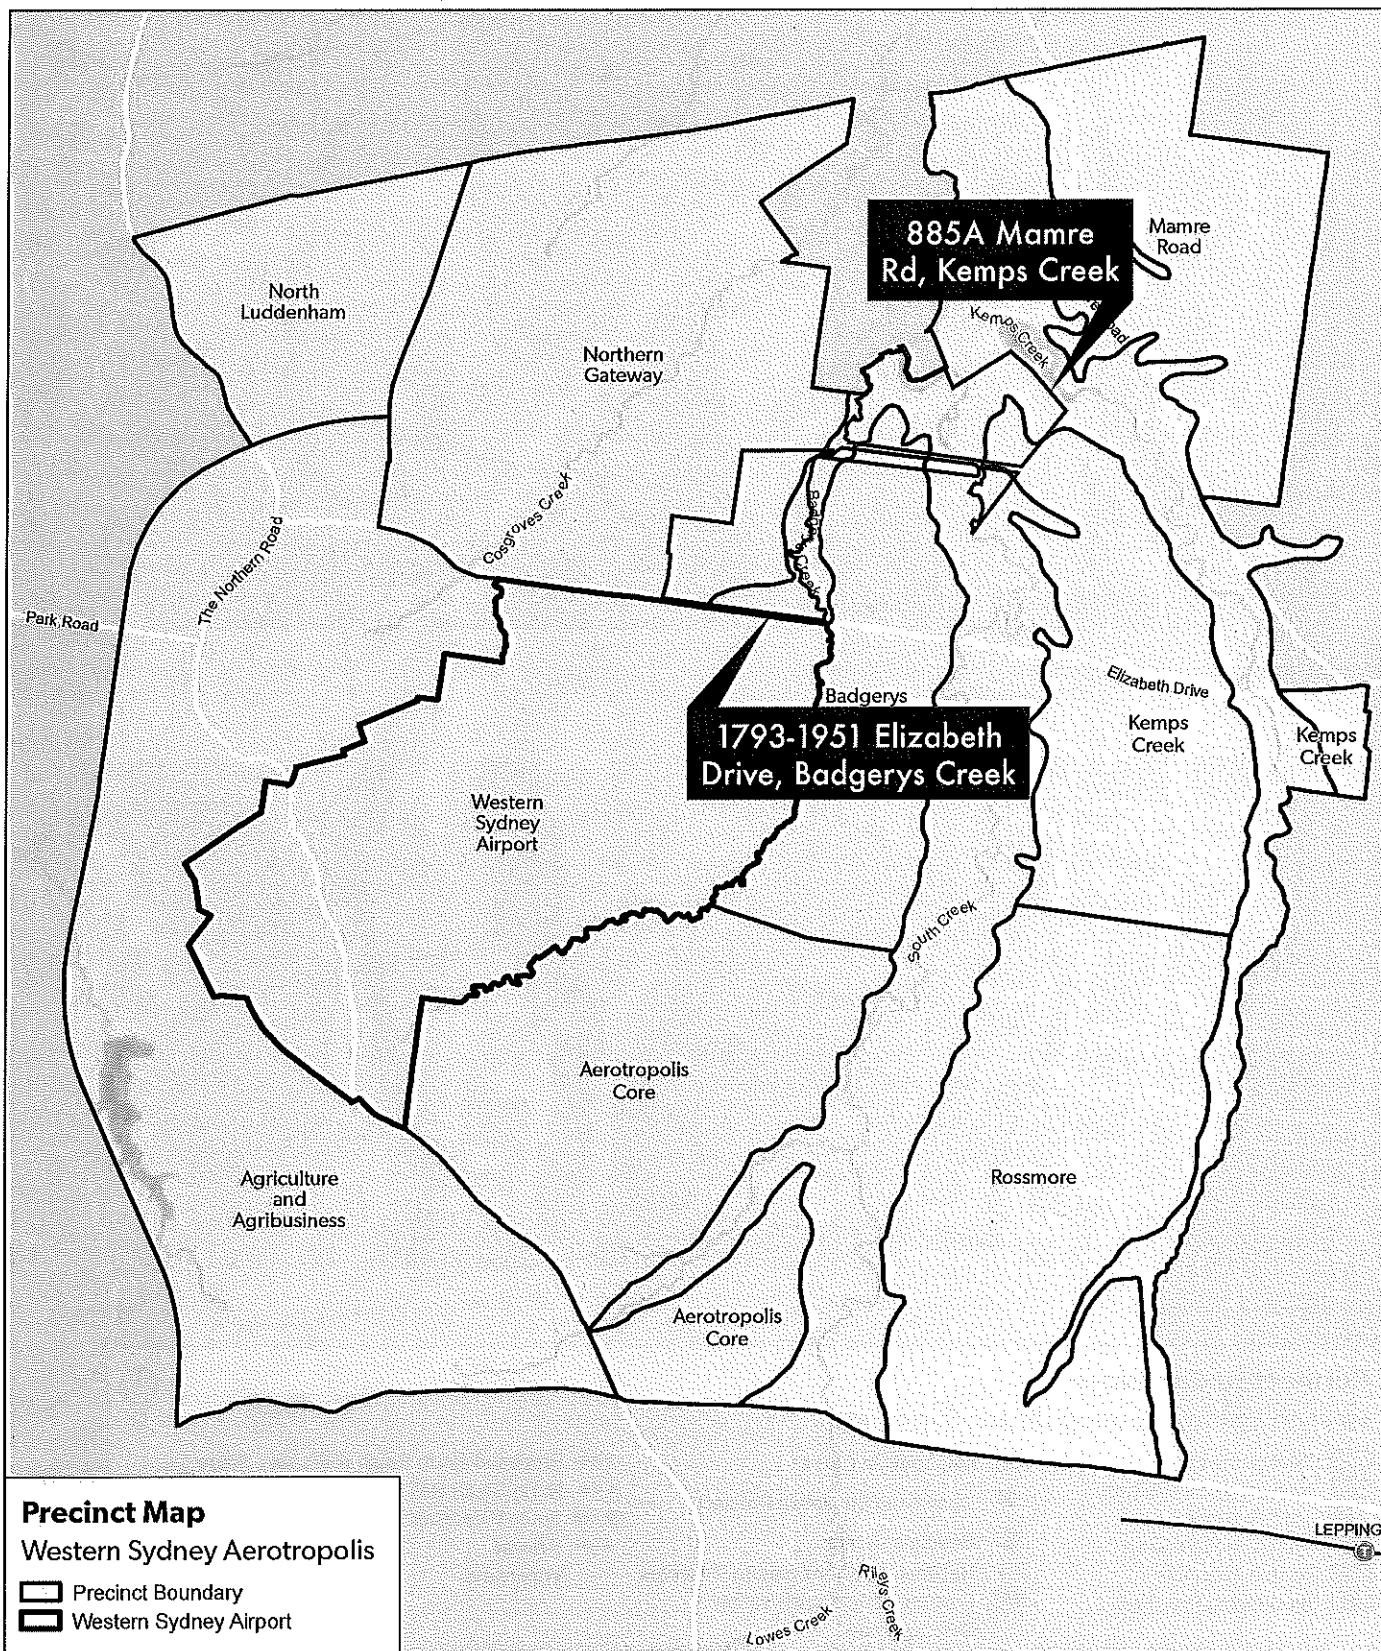 885A Mamre
Rd, Kemps Creek
Mamre
Road
North
Luddenham
Kemps Creek
Northern
Gateway
Cosgroves Creek
The Northern Road
Park Road
Creek
Elizabeth Drive
Badgerys
Kemps
Creek
Kemps
Creek
1793-1951 Elizabeth
Drive, Badgerys Creek
Western
Sydney
Airport
South Creek
Aerotropolis
Core
Agriculture
and
Agribusiness
Rossmore
Aerotropolis
Core
Precinct Map
Western Sydney Aerotropolis
Precinct Boundary
Western Sydney Airport
LEPPING
T
Rileys Creek
Lowes Creek